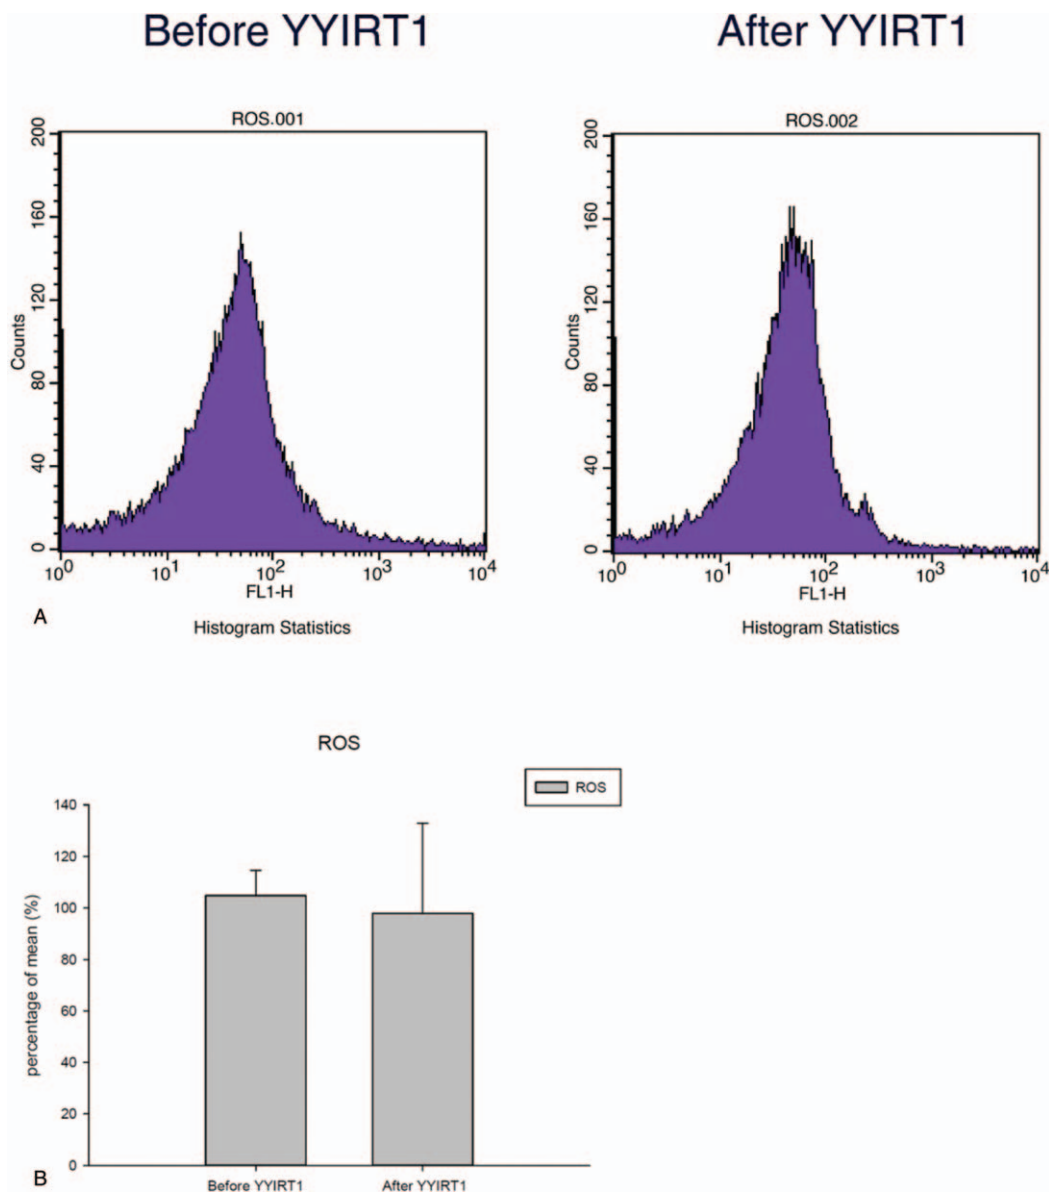 Before YYIRT1
After YYIRT1
ROS.001
ROS.002
Counts
200
160
120
80
40
0
10⁰ 10¹ 10² 10³ 10⁴
FL1-H
Counts
200
160
120
80
40
0
10⁰ 10¹ 10² 10³ 10⁴
FL1-H
A
Histogram Statistics
Histogram Statistics
ROS
ROS
percentage of mean (%)
140
120
100
80
60
40
20
0
Before YYIRT1
After YYIRT1
B